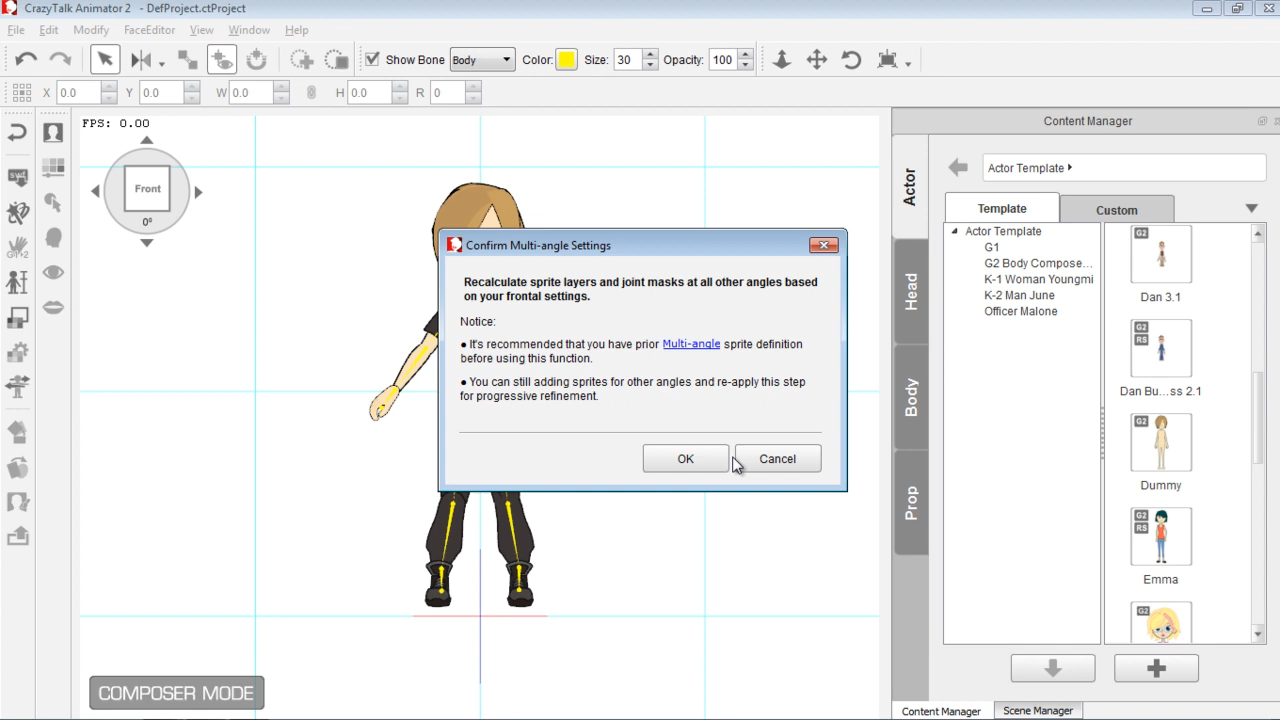 CrazyTalk Animator 2 - DefProject.ctProject
File Edit Modify FaceEditor View Window Help
Show Bone Body Color: Size: 30 Opacity: 100
X 0.0 Y 0.0 W 0.0 H 0.0 R 0
FPS: 0.00
Front
0°
COMPOSER MODE
Confirm Multi-angle Settings
Recalculate sprite layers and joint masks at all other angles based
on your frontal settings.
Notice:
● It's recommended that you have prior Multi-angle sprite definition
before using this function.
● You can still adding sprites for other angles and re-apply this step
for progressive refinement.
OK Cancel
Content Manager
Actor
Head
Body
Prop
Actor Template
Template Custom
Actor Template
G1
G2 Body Compose...
K-1 Woman Youngmi
K-2 Man June
Officer Malone
G2
Dan 3.1
G2
RS
Dan Bu...ss 2.1
G2
Dummy
G2
RS
Emma
G2
Content Manager Scene Manager